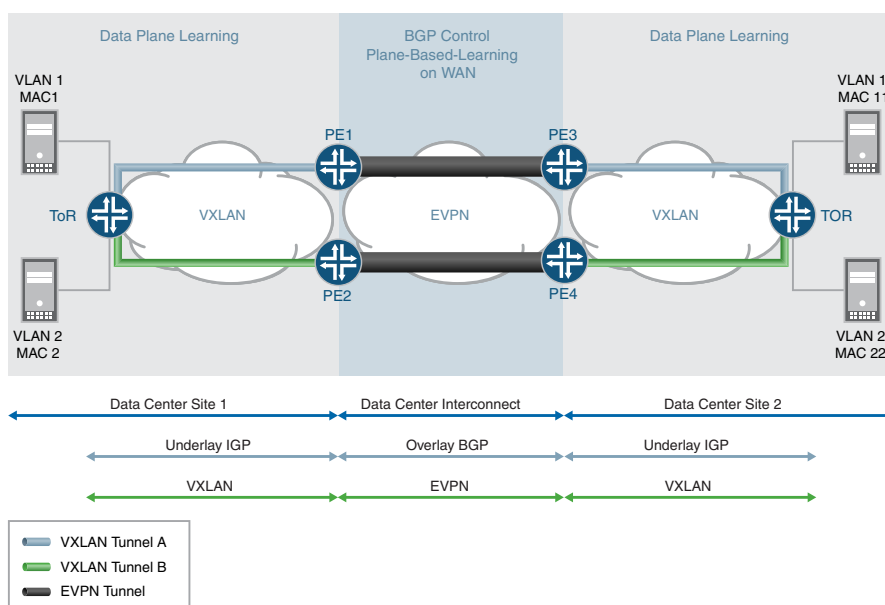 Data Plane Learning
BGP Control
Plane-Based-Learning
on WAN
Data Plane Learning
VLAN 1
MAC1
VLAN 1
MAC 11
PE1
PE3
ToR
VXLAN
EVPN
VXLAN
TOR
PE2
PE4
VLAN 2
MAC 2
VLAN 2
MAC 22
Data Center Site 1
Data Center Interconnect
Data Center Site 2
Underlay IGP
Overlay BGP
Underlay IGP
VXLAN
EVPN
VXLAN
VXLAN Tunnel A
VXLAN Tunnel B
EVPN Tunnel